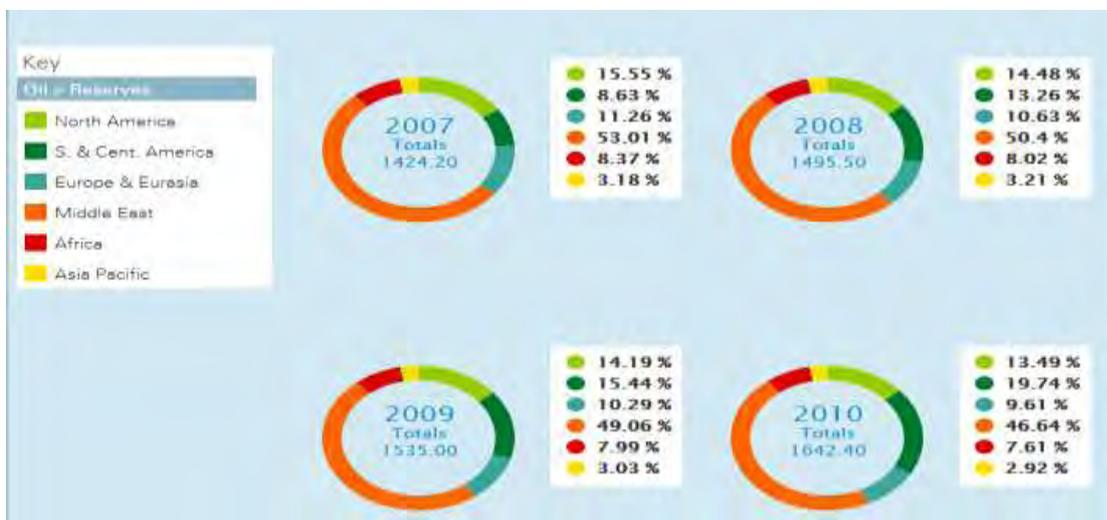 Key
Oil > Reserves
North America
S. & Cent. America
Europe & Eurasia
Middle East
Africa
Asia Pacific
2007
Totals
1424.20
15.55 %
8.63 %
11.26 %
53.01 %
8.37 %
3.18 %
2008
Totals
1495.50
14.48 %
13.26 %
10.63 %
50.4 %
8.02 %
3.21 %
2009
Totals
1535.00
14.19 %
15.44 %
10.29 %
49.06 %
7.99 %
3.03 %
2010
Totals
1642.40
13.49 %
19.74 %
9.61 %
46.64 %
7.61 %
2.92 %